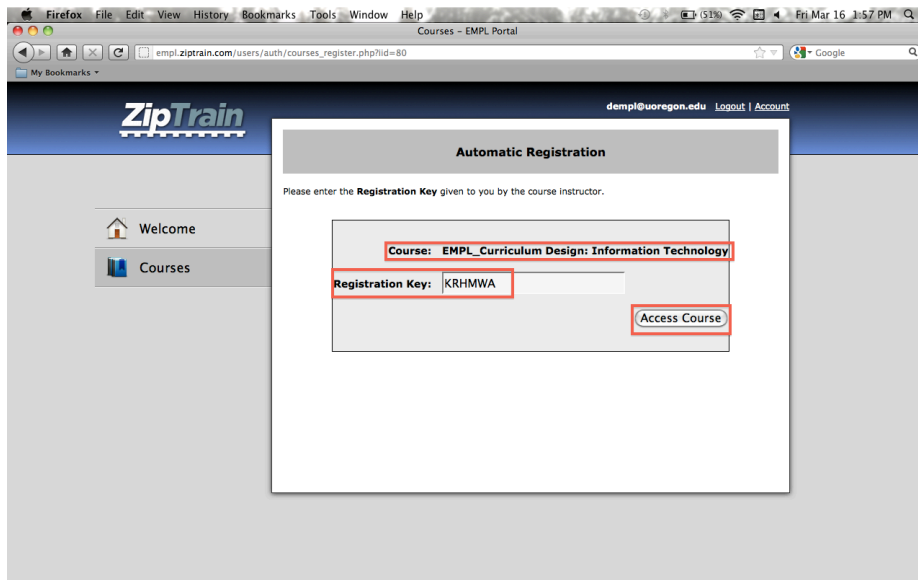 Firefox File Edit View History Bookmarks Tools Window Help (51%) Fri Mar 16 1:57 PM
Courses – EMPL Portal
empl.ziptrain.com/users/auth/courses_register.php?iid=80 Google
My Bookmarks
ZipTrain
dempl@uoregon.edu Logout | Account
Automatic Registration
Please enter the Registration Key given to you by the course instructor.
Welcome
Courses
Course: EMPL_Curriculum Design: Information Technology
Registration Key: KRHMWA
Access Course